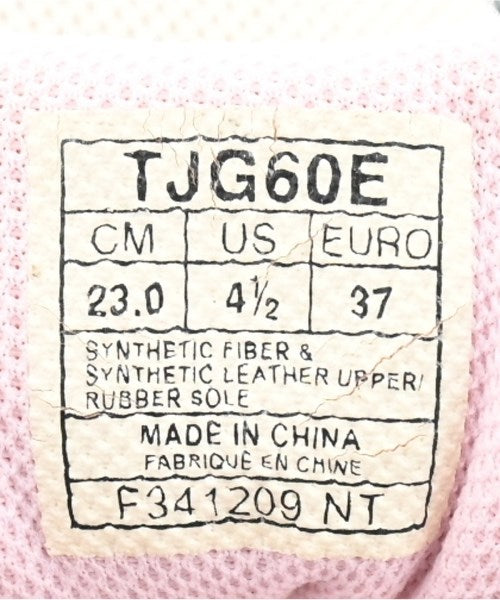 TJG60E
CM US EURO
23.0 4½ 37
SYNTHETIC FIBER &
SYNTHETIC LEATHER UPPER/
RUBBER SOLE
MADE IN CHINA
FABRIQUÈ EN CHINE
F341209 NT